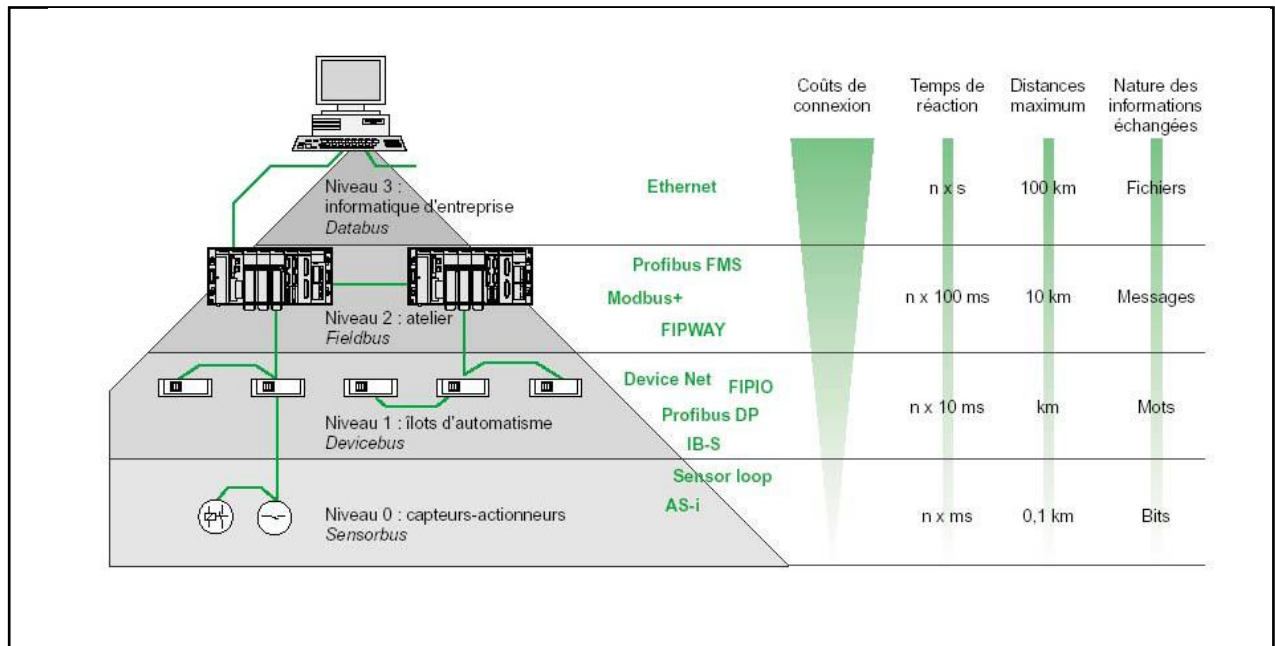 Coûts de
connexion
Temps de
réaction
Distances
maximum
Nature des
informations
échangées
Niveau 3 :
informatique d'entreprise
Databus
Ethernet
n x s
100 km
Fichiers
Niveau 2 : atelier
Fieldbus
Profibus FMS
Modbus+
FIPWAY
n x 100 ms
10 km
Messages
Niveau 1 : îlots d'automatisme
Devicebus
Device Net
FIPIO
Profibus DP
IB-S
n x 10 ms
km
Mots
Niveau 0 : capteurs-actionneurs
Sensorbus
Sensor loop
AS-i
n x ms
0,1 km
Bits